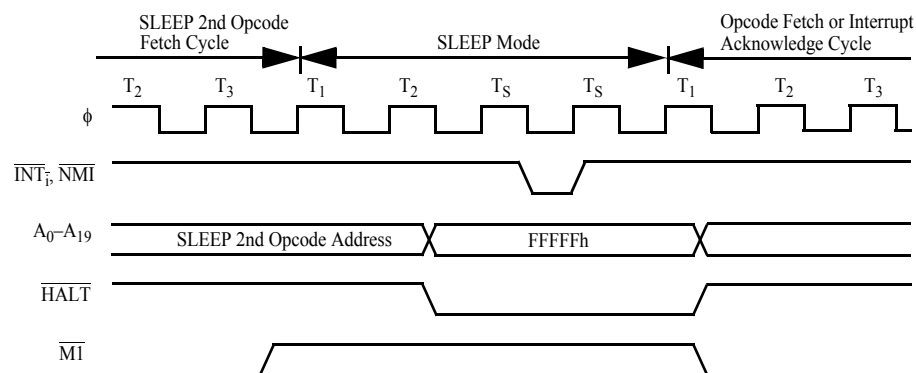 SLEEP 2nd Opcode
Fetch Cycle
SLEEP Mode
Opcode Fetch or Interrupt
Acknowledge Cycle
T2 T3 T1 T2 TS TS T1 T2 T3
ϕ
INTi, NMI
A0–A19 SLEEP 2nd Opcode Address FFFFFh
HALT
M1